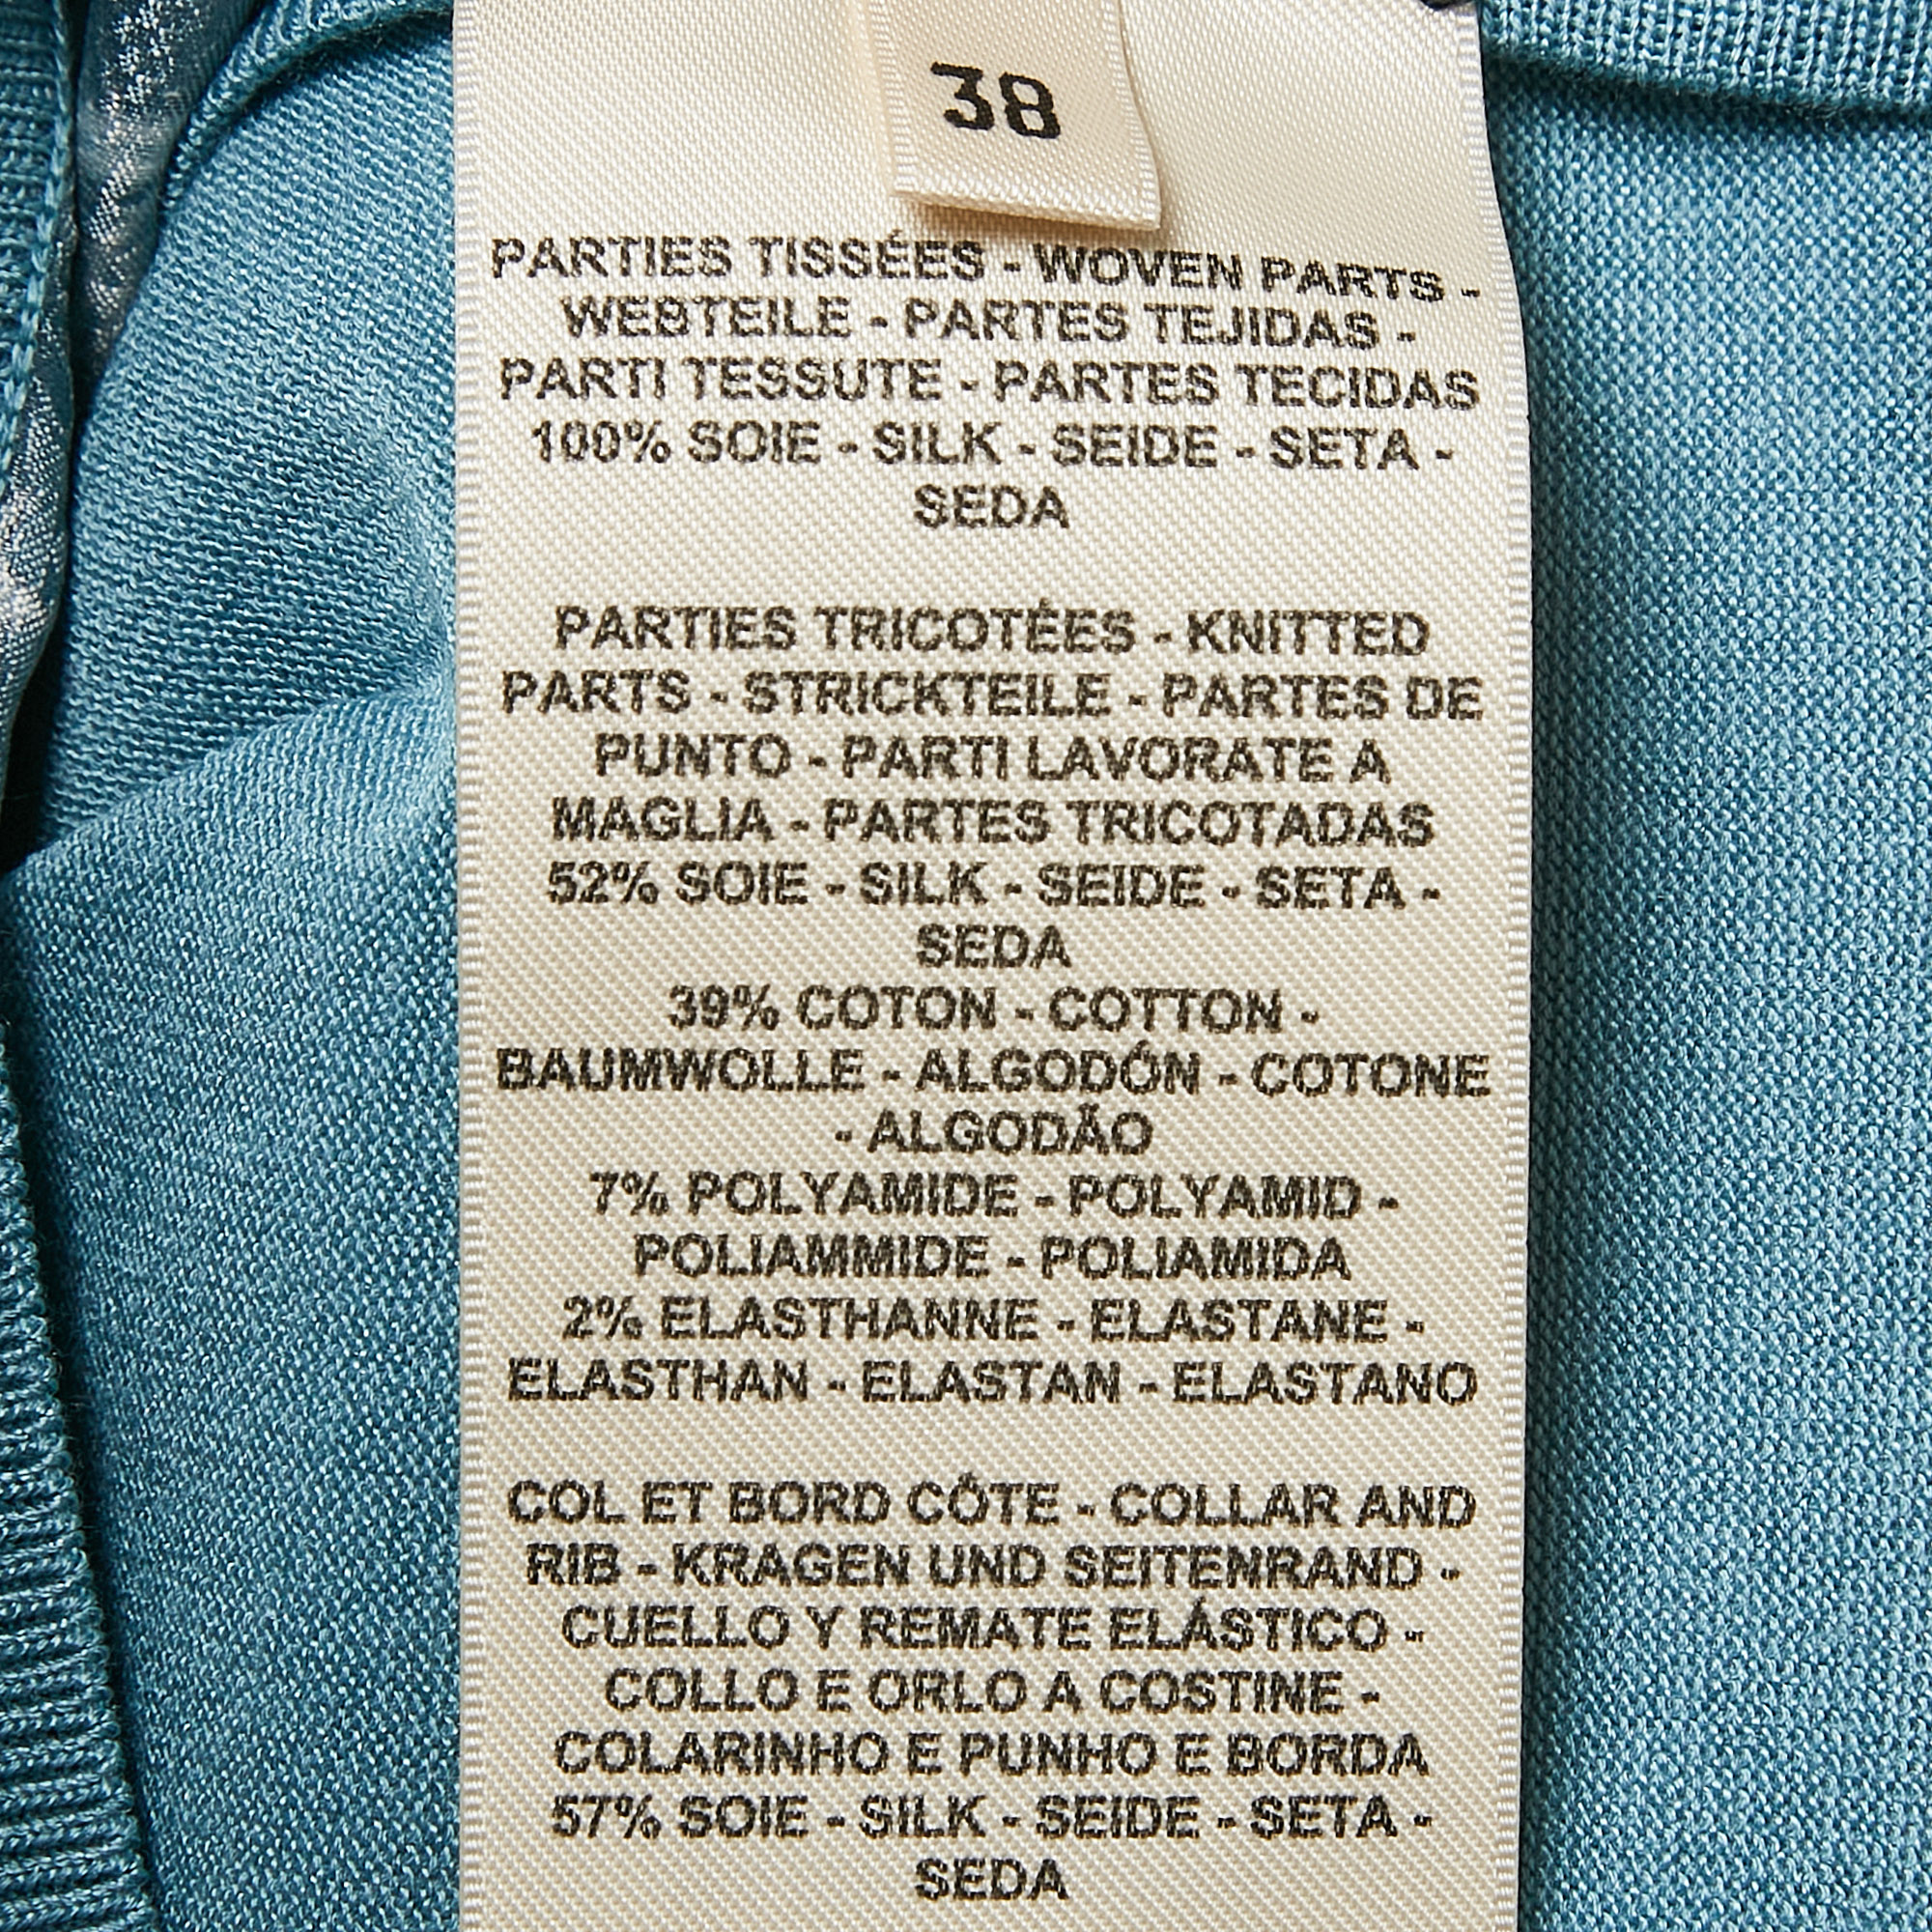 38
PARTIES TISSÉES - WOVEN PARTS -
WEBTEILE - PARTES TEJIDAS -
PARTI TESSUTE - PARTES TECIDAS
100% SOIE - SILK - SEIDE - SETA -
SEDA
PARTIES TRICOTÉES - KNITTED
PARTS - STRICKTEILE - PARTES DE
PUNTO - PARTI LAVORATE A
MAGLIA - PARTES TRICOTADAS
52% SOIE - SILK - SEIDE - SETA -
SEDA
39% COTON - COTTON -
BAUMWOLLE - ALGODÓN - COTONE
- ALGODÃO
7% POLYAMIDE - POLYAMID -
POLIAMMIDE - POLIAMIDA
2% ELASTHANNE - ELASTANE -
ELASTHAN - ELASTAN - ELASTANO
COL ET BORD CÔTE - COLLAR AND
RIB - KRAGEN UND SEITENRAND -
CUELLO Y REMATE ELÁSTICO -
COLLO E ORLO A COSTINE -
COLARINHO E PUNHO E BORDA
57% SOIE - SILK - SEIDE - SETA -
SEDA